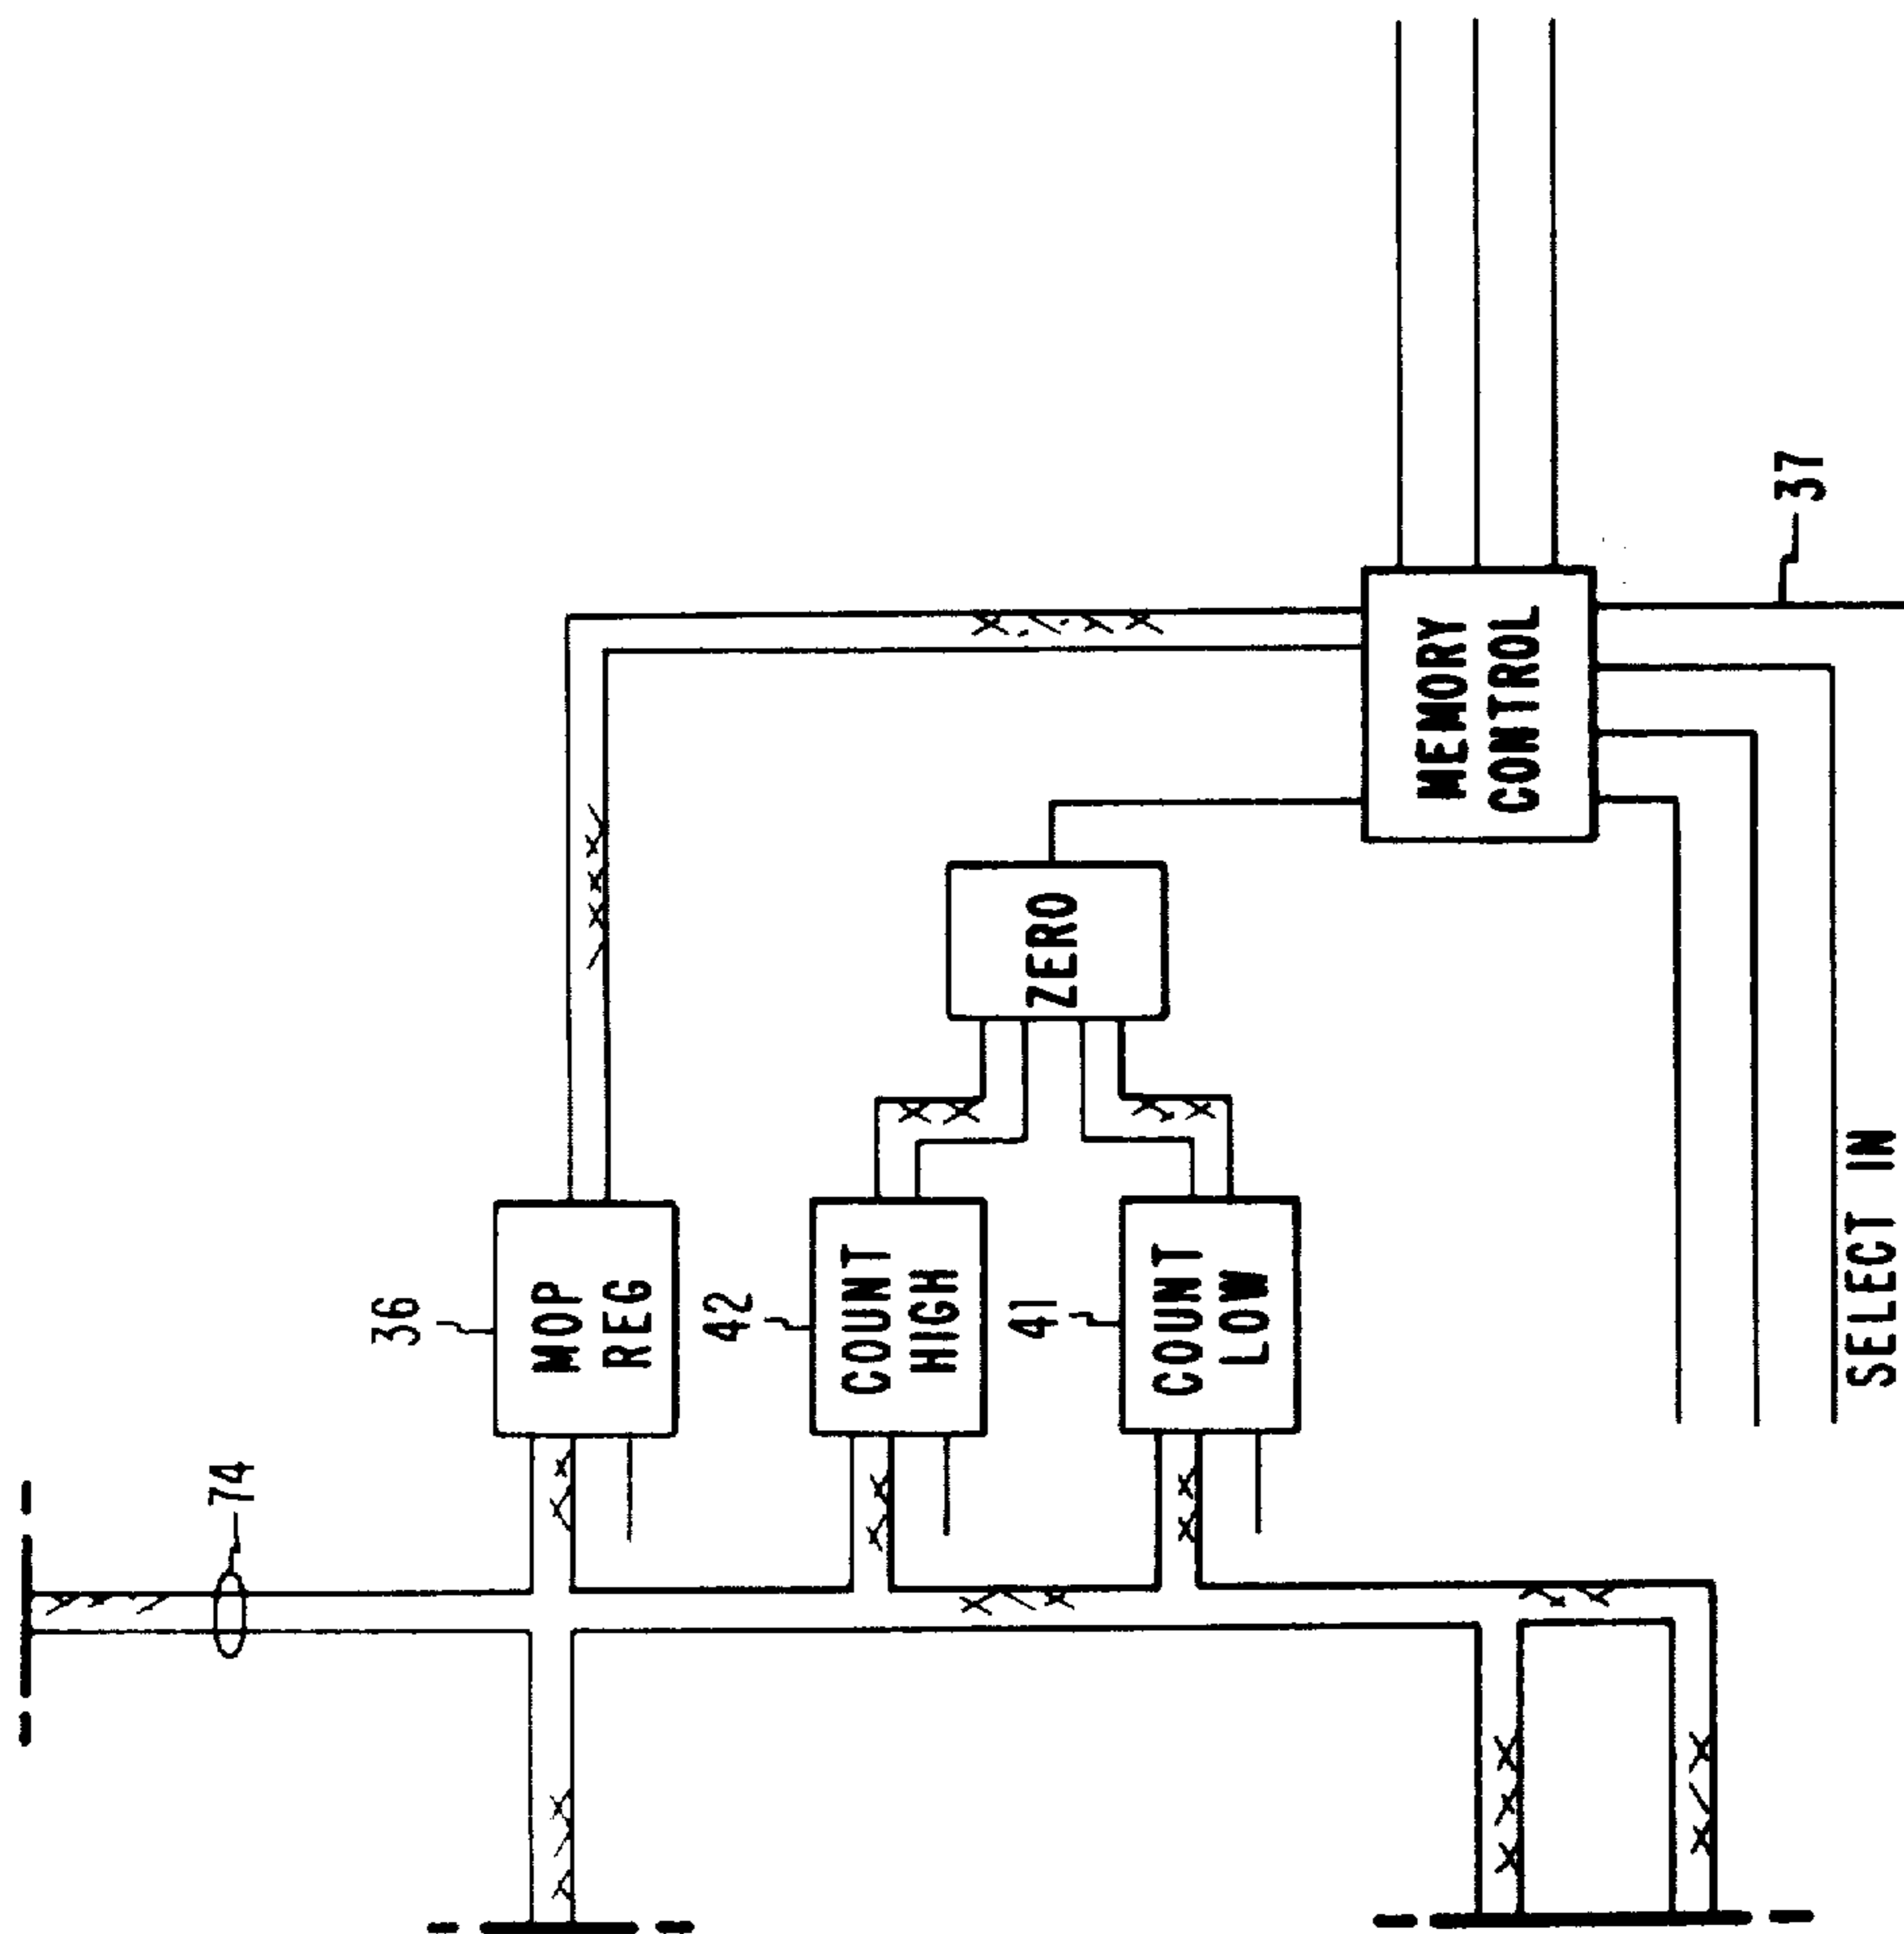 74
36
MOP
REG
42
COUNT
HIGH
41
COUNT
LOW
ZERO
MEMORY
CONTROL
37
SELECT IN